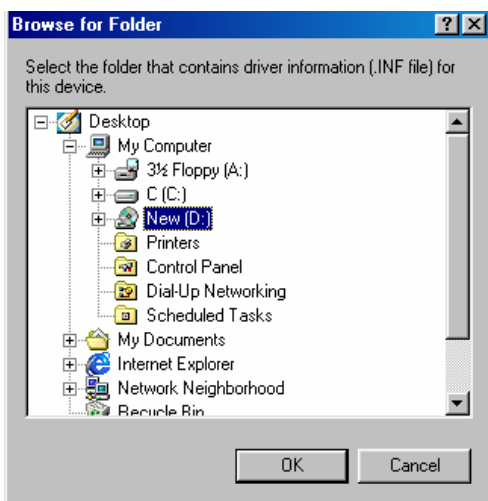 Browse for Folder
Select the folder that contains driver information (.INF file) for
this device.
Desktop
My Computer
3½ Floppy (A:)
C (C:)
New (D:)
Printers
Control Panel
Dial-Up Networking
Scheduled Tasks
My Documents
Internet Explorer
Network Neighborhood
Recycle Bin
OK Cancel